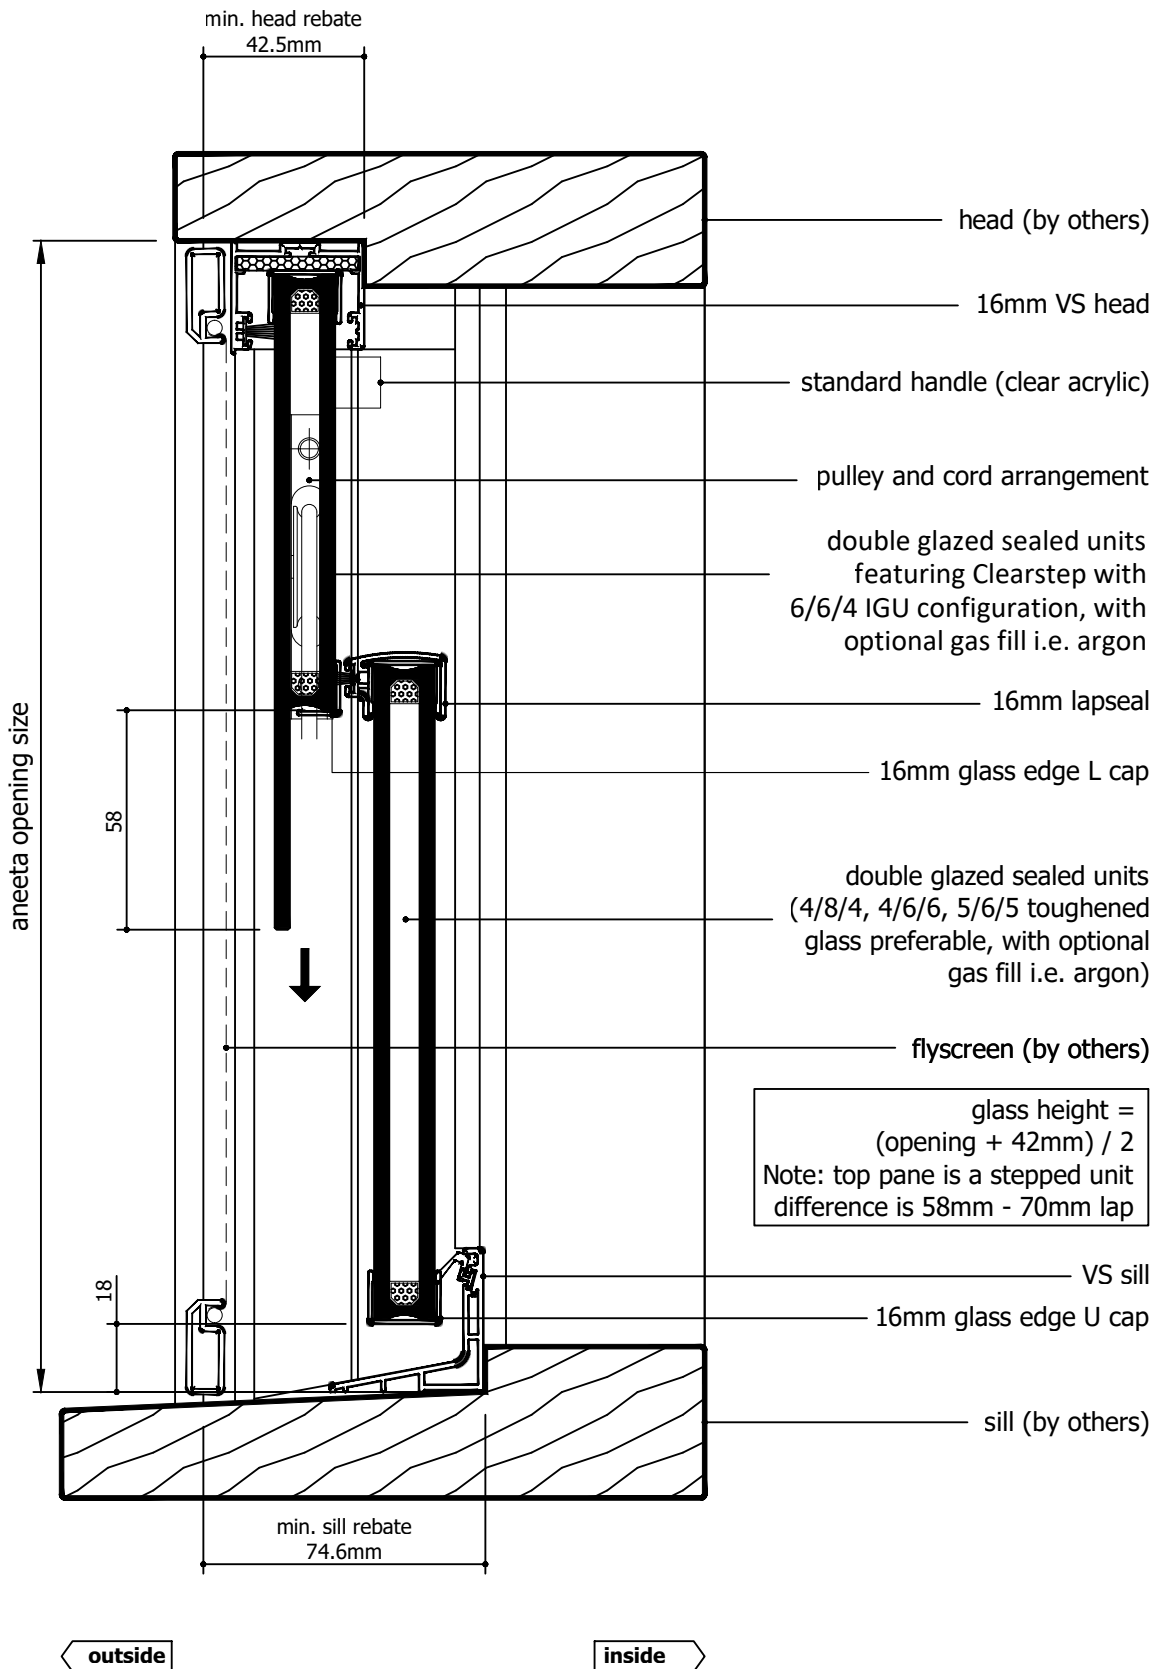 min. head rebate
42.5mm
head (by others)
16mm VS head
standard handle (clear acrylic)
pulley and cord arrangement
double glazed sealed units
featuring Clearstep with
6/6/4 IGU configuration, with
optional gas fill i.e. argon
16mm lapseal
16mm glass edge L cap
aneeta opening size
58
double glazed sealed units
(4/8/4, 4/6/6, 5/6/5 toughened
glass preferable, with optional
gas fill i.e. argon)
flyscreen (by others)
glass height =
(opening + 42mm) / 2
Note: top pane is a stepped unit
difference is 58mm - 70mm lap
VS sill
18
16mm glass edge U cap
sill (by others)
min. sill rebate
74.6mm
outside
inside